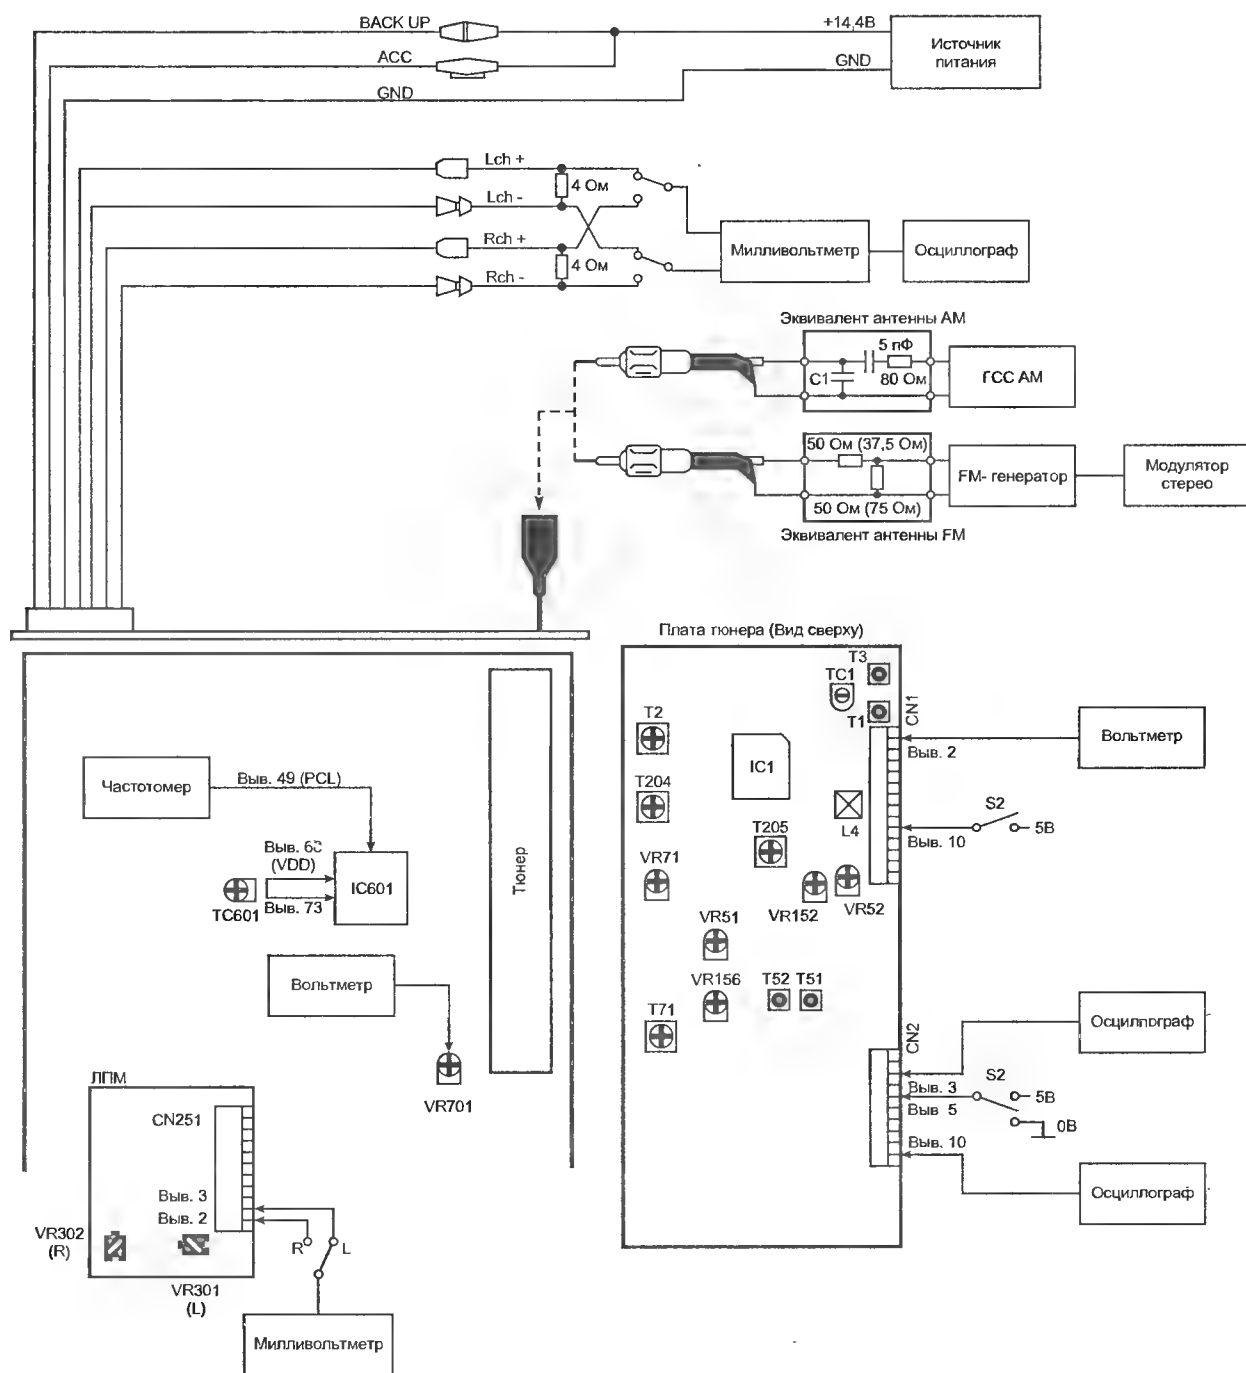 BACK UP
+14,4В
Источник
питания
ACC
GND
GND
Lch +
4 Ом
Lch -
Rch +
4 Ом
Rch -
Милливольтметр
Осциллограф
Эквивалент антенны АМ
5 пФ
C1
80 Ом
ГСС АМ
50 Ом (37,5 Ом)
FM- генератор
Модулятор
стерео
50 Ом (75 Ом)
Эквивалент антенны FM
Плата тюнера (Вид сверху)
T3
TC1
T1
CN1
T2
IC1
Выв. 2
Вольтметр
T204
L4
S2
5В
Выв. 10
T205
VR71
VR152
VR52
VR51
VR156
T52
T51
T71
CN2
Осциллограф
Выв. 3
S2
5В
Выв 5
0В
Выв. 10
Осциллограф
Тюнер
Частотомер
Выв. 49 (PCL)
(VDD)
IC601
TC601
Выв. 73
Вольтметр
VR701
ЛПМ
CN251
Выв. 3
Выв. 2
VR302
(R)
R
L
VR301
(L)
Милливольтметр